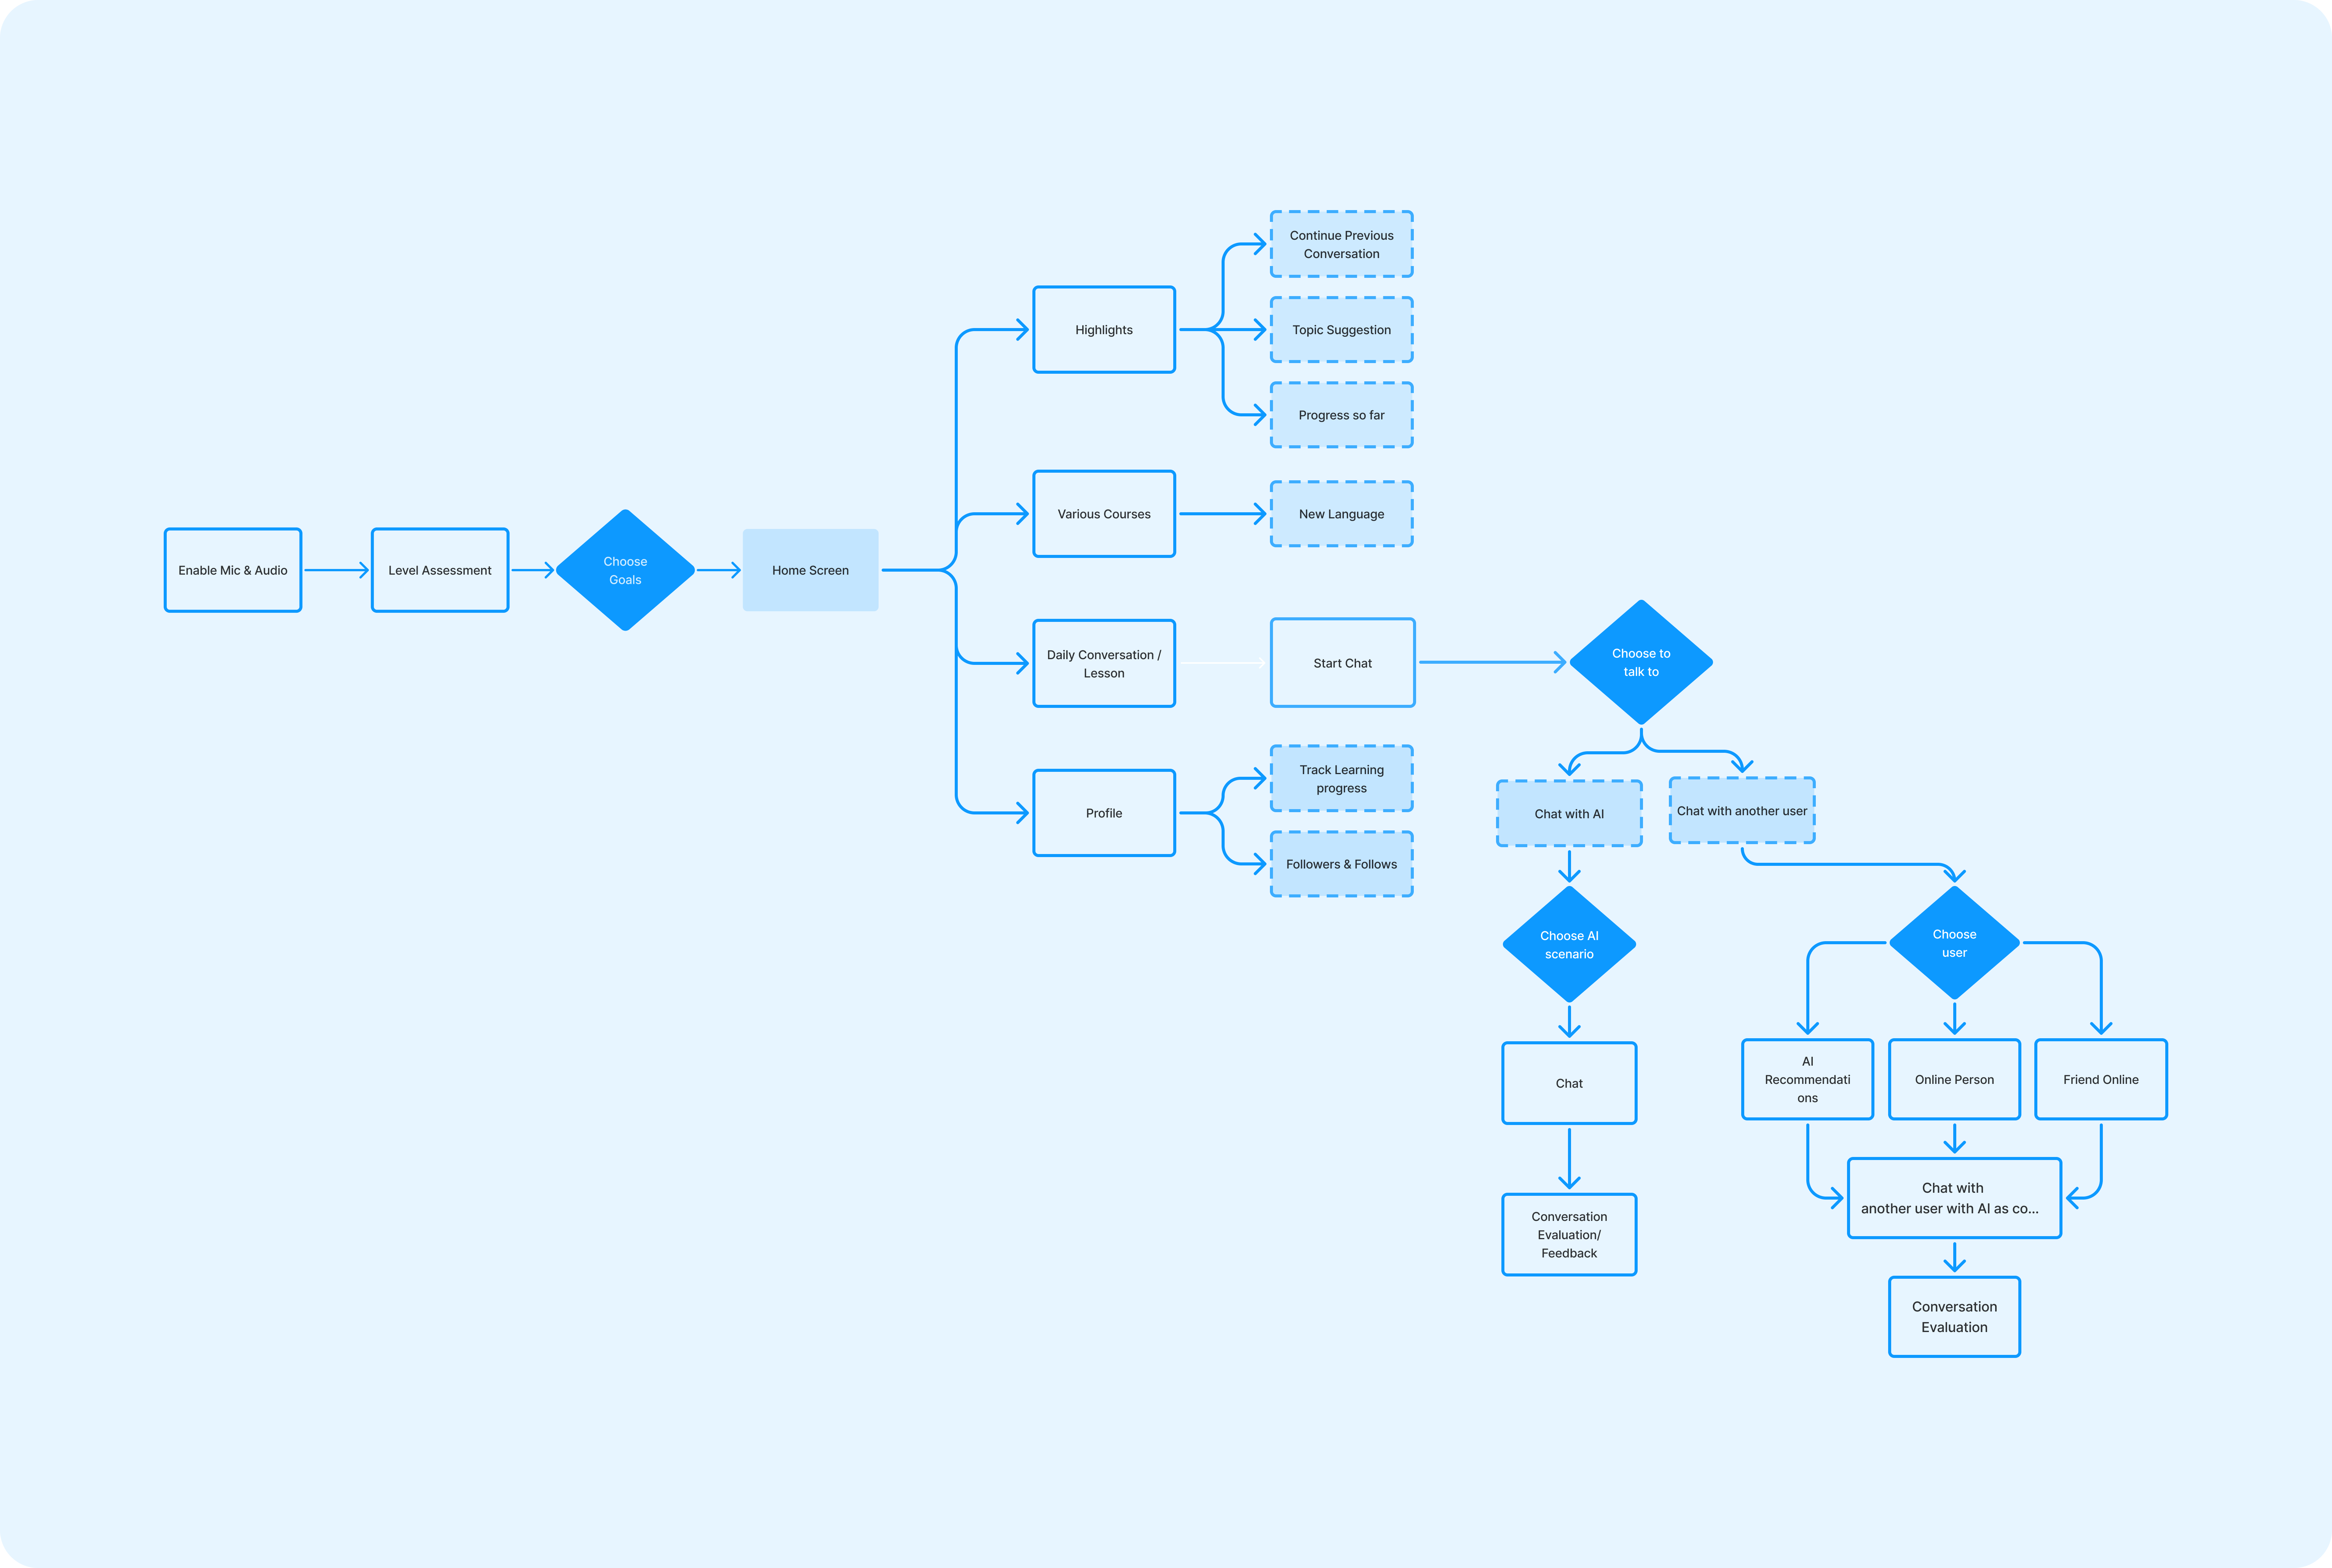 Enable Mic & Audio
Level Assessment
Choose
Goals
Home Screen
Highlights
Continue Previous
Conversation
Topic Suggestion
Progress so far
Various Courses
New Language
Daily Conversation /
Lesson
Start Chat
Choose to
talk to
Profile
Track Learning
progress
Followers & Follows
Chat with AI
Chat with another user
Choose AI
scenario
Chat
Conversation
Evaluation/
Feedback
Choose
user
AI
Recommendati
ons
Online Person
Friend Online
Chat with
another user with AI as co...
Conversation
Evaluation